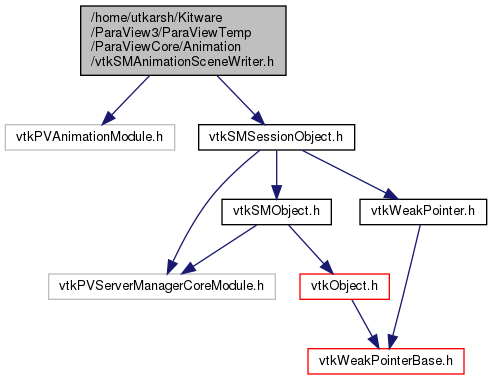 /home/utkarsh/Kitware
/ParaView3/ParaViewTemp
/ParaViewCore/Animation
/vtkSMAnimationSceneWriter.h
vtkPVAnimationModule.h
vtkSMSessionObject.h
vtkSMObject.h
vtkWeakPointer.h
vtkPVServerManagerCoreModule.h
vtkObject.h
vtkWeakPointerBase.h